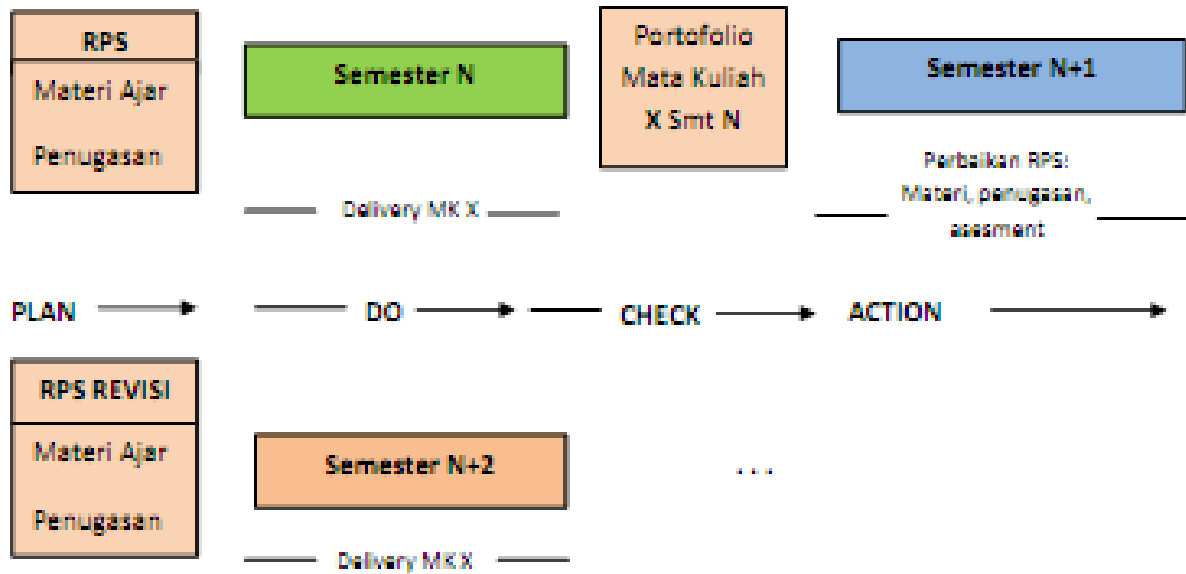 RPS
Materi Ajar
Penugasan
Semester N
Delivery MK X
Portofolio
Mata Kuliah
X Smt N
Semester N+1
Perbaikan RPS:
Materi, penugasan,
asesment
PLAN
DO
CHECK
ACTION
RPS REVISI
Materi Ajar
Penugasan
Semester N+2
Delivery MK X
...